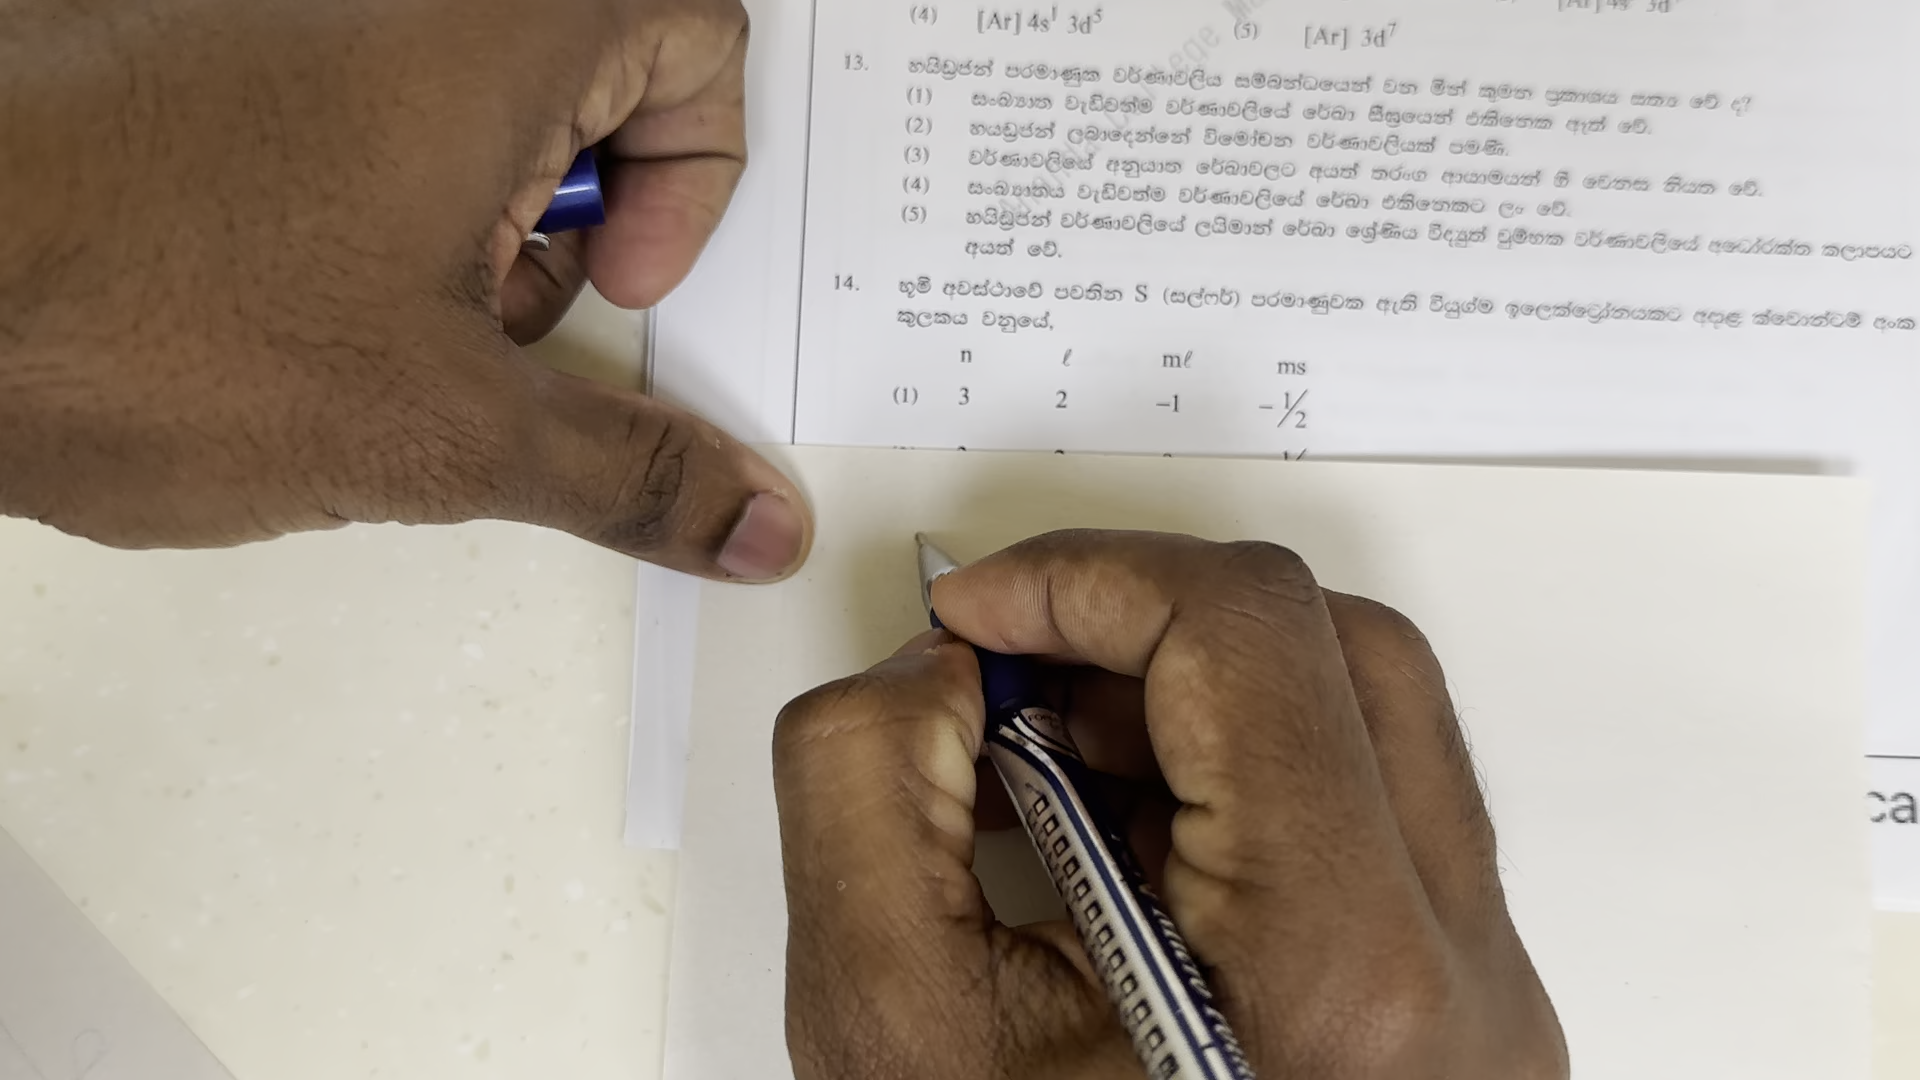 (4) [Ar] 4s¹ 3d⁵ (5) [Ar] 3d⁷
13. හයිඩ්‍රජන් පරමාණුක වර්ණාවලිය සම්බන්ධයෙන් වන මින් කුමන ප්‍රකාශය සත්‍ය වේ ද?
(1) සංඛ්‍යාත වැඩිවත්ම වර්ණාවලියේ රේඛා සීඝ්‍රයෙන් එකිනෙක ඈත් වේ.
(2) හයඩ්‍රජන් ලබාදෙන්නේ විමෝචන වර්ණාවලියක් පමණි.
(3) වර්ණාවලියේ අනුයාත රේඛාවලට අයත් තරංග ආයාමයන් හි වෙනස නියත වේ.
(4) සංඛ්‍යාතය වැඩිවත්ම වර්ණාවලියේ රේඛා එකිනෙකට ලං වේ.
(5) හයිඩ්‍රජන් වර්ණාවලියේ ලයිමාන් රේඛා ශ්‍රේණිය විද්‍යුත් චුම්භක වර්ණාවලියේ අධෝරක්ත කලාපයට
අයත් වේ.
14. භූමි අවස්ථාවේ පවතින S (සල්ෆර්) පරමාණුවක ඇති වියුග්ම ඉලෙක්ට්‍රෝනයකට අදාළ ක්වොන්ටම් අංක
කුලකය වනුයේ,
n ℓ mℓ ms
(1) 3 2 –1 – 1/2
ca